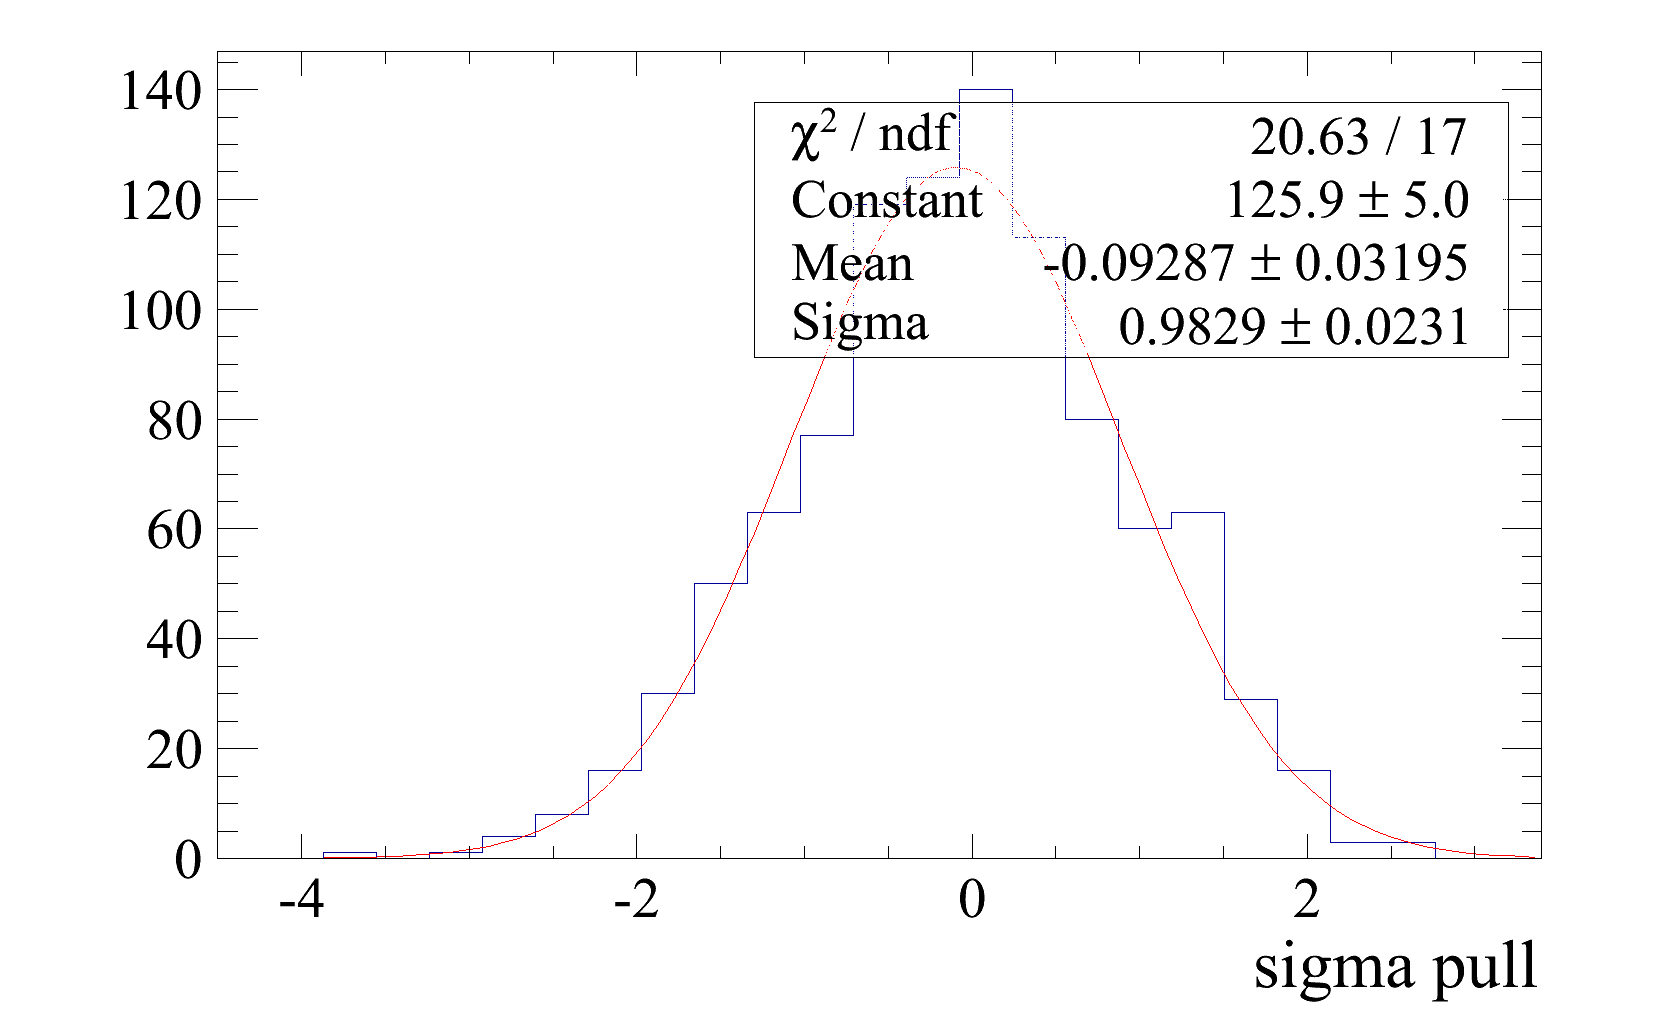 140
120
100
80
60
40
20
0
χ² / ndf 20.63 / 17
Constant 125.9 ± 5.0
Mean -0.09287 ± 0.03195
Sigma 0.9829 ± 0.0231
-4 -2 0 2
sigma pull